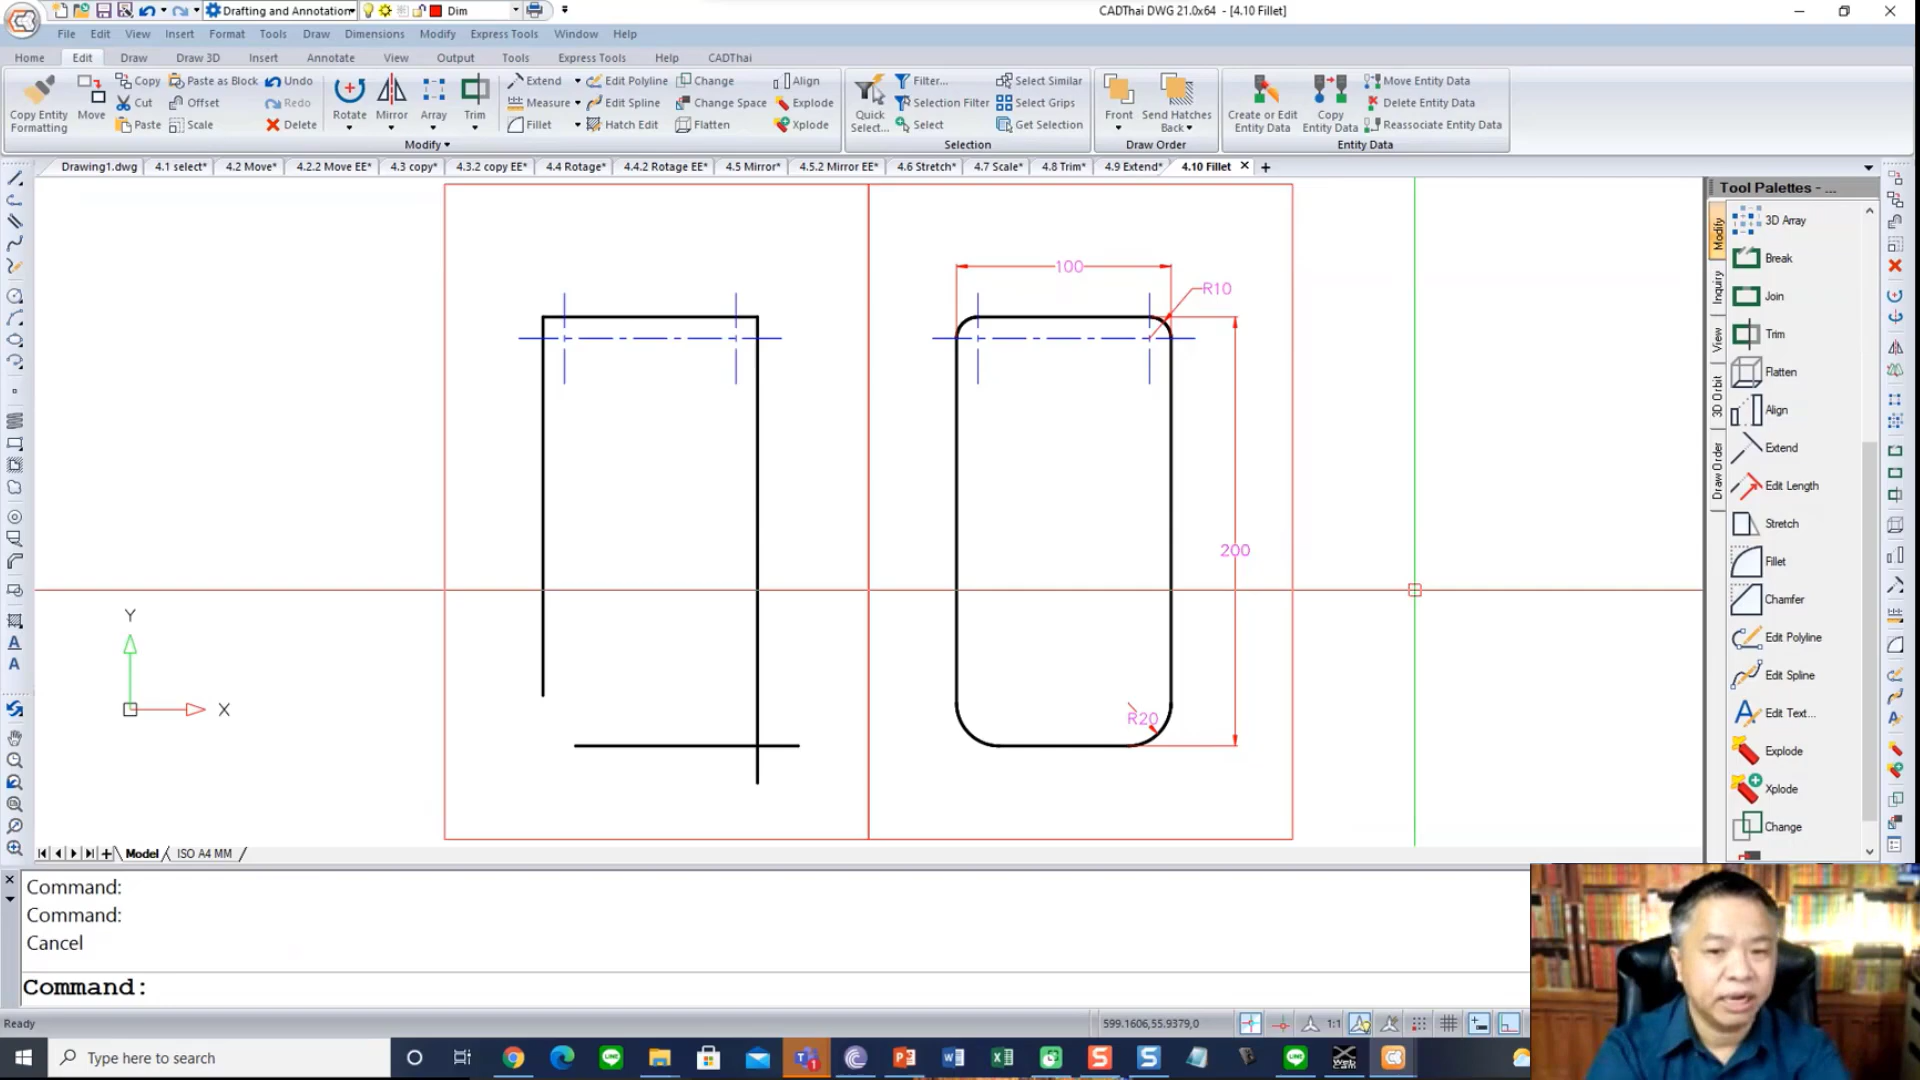 Drafting and Annotation
Dim
CADThai DWG 21.0x64 - [4.10 Fillet]
File Edit View Insert Format Tools Draw Dimensions Modify Express Tools Window Help
Home Edit Draw Draw 3D Insert Annotate View Output Tools Express Tools Help CADThai
Copy Entity Formatting
Move
Copy
Cut
Paste
Paste as Block
Offset
Scale
Undo
Redo
Delete
Rotate
Mirror
Array
Trim
Extend
Measure
Fillet
Edit Polyline
Edit Spline
Hatch Edit
Change
Change Space
Flatten
Align
Explode
Xplode
Modify
Quick Select...
Filter...
Selection Filter
Select
Select Similar
Select Grips
Get Selection
Selection
Front
Send Hatches Back
Draw Order
Create or Edit Entity Data
Copy Entity Data
Move Entity Data
Delete Entity Data
Reassociate Entity Data
Entity Data
Drawing1.dwg 4.1 select* 4.2 Move* 4.2.2 Move EE* 4.3 copy* 4.3.2 copy EE* 4.4 Rotage* 4.4.2 Rotage EE* 4.5 Mirror* 4.5.2 Mirror EE* 4.6 Stretch* 4.7 Scale* 4.8 Trim* 4.9 Extend* 4.10 Fillet
100
R10
200
R20
Y
X
Tool Palettes - ...
Modify
Inquiry
View
3D Orbit
Draw Order
3D Array
Break
Join
Trim
Flatten
Align
Extend
Edit Length
Stretch
Fillet
Chamfer
Edit Polyline
Edit Spline
Edit Text...
Explode
Xplode
Change
Model ISO A4 MM
Command:
Command:
Cancel
Command:
Ready
599.1606,55.9379,0
1:1
Type here to search